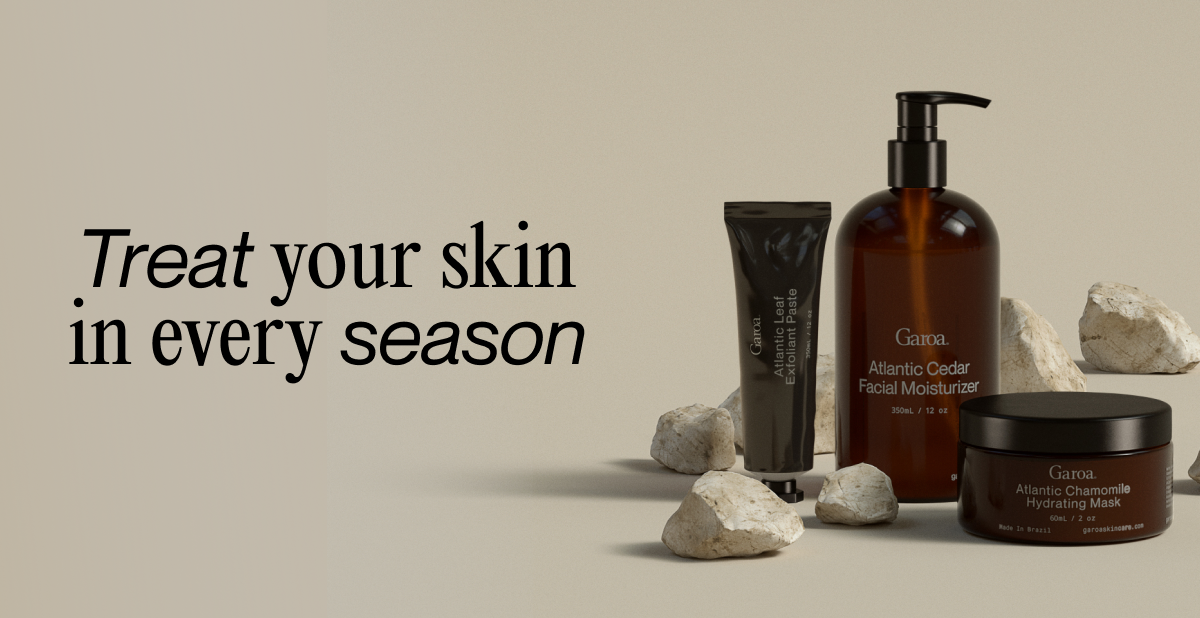 Treat your skin
in every season
Garoa.
Atlantic Leaf
Exfoliant Paste
Garoa.
Atlantic Cedar
Facial Moisturizer
350mL / 12 oz
Garoa.
Atlantic Chamomile
Hydrating Mask
60mL / 2 oz
Made In Brazil
garoaskincare.com